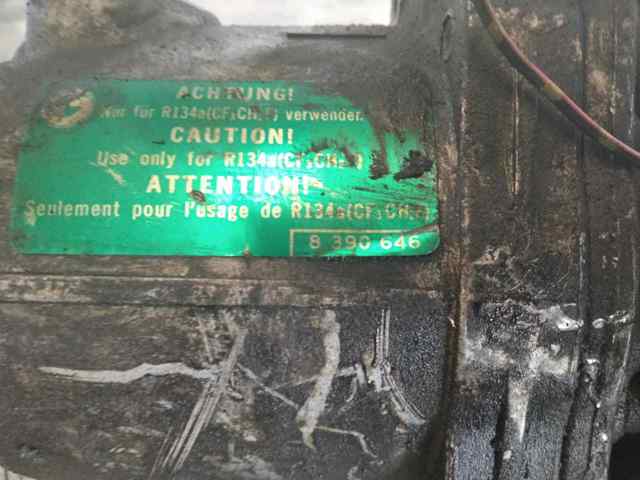 ACHTUNG!
Nur für R134a(CF₃CH₂F) verwenden.
CAUTION!
Use only for R134a
ATTENTION!
Seulement pour l'usage de R134a(CF₃CH₂F)
8 390 646